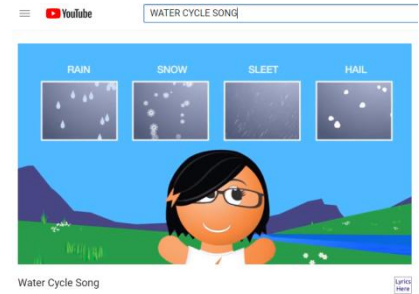 YouTube
WATER CYCLE SONG
RAIN SNOW SLEET HAIL
Water Cycle Song
Lyrics
Here